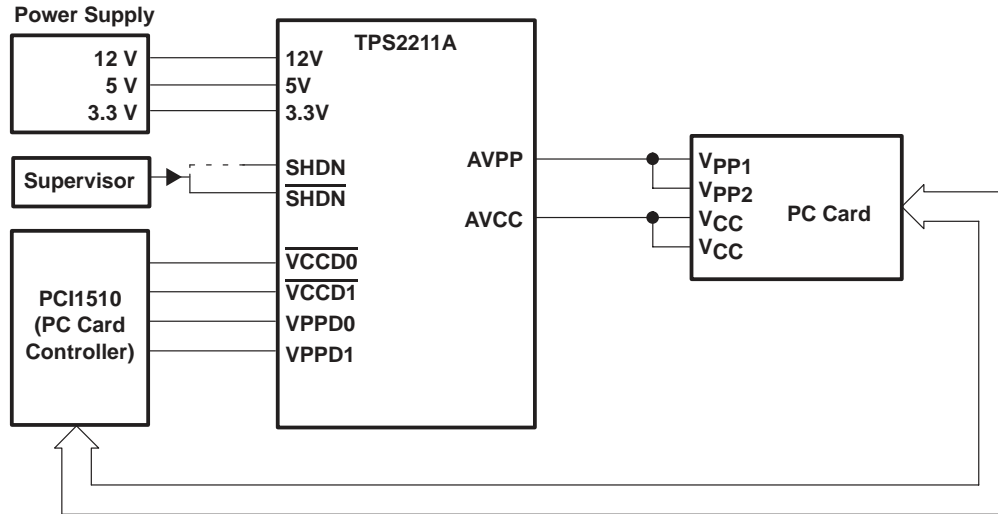 Power Supply
12 V
5 V
3.3 V
Supervisor
PCI1510
(PC Card
Controller)
TPS2211A
12V
5V
3.3V
SHDN
SHDN
VCCD0
VCCD1
VPPD0
VPPD1
AVPP
AVCC
VPP1
VPP2
VCC
VCC
PC Card